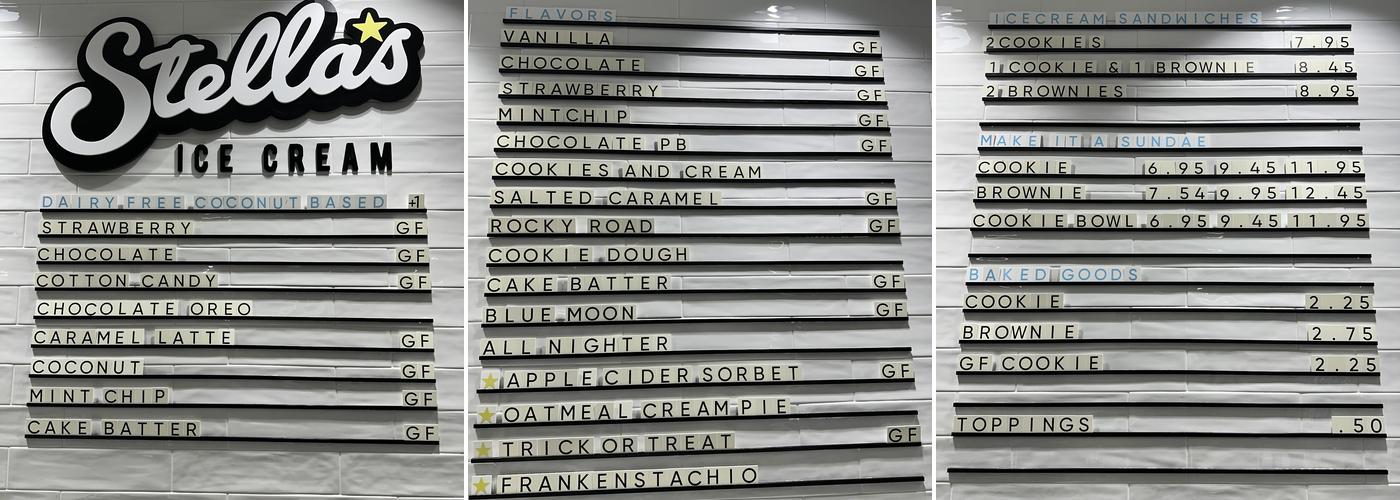 Stella's
ICE CREAM
DAIRY FREE COCONUT BASED +1
STRAWBERRY GF
CHOCOLATE GF
COTTON CANDY GF
CHOCOLATE OREO
CARAMEL LATTE GF
COCONUT GF
MINT CHIP GF
CAKE BATTER GF
FLAVORS
VANILLA GF
CHOCOLATE GF
STRAWBERRY GF
MINTCHIP GF
CHOCOLATE PB GF
COOKIES AND CREAM
SALTED CARAMEL GF
ROCKY ROAD GF
COOKIE DOUGH
CAKE BATTER GF
BLUE MOON GF
ALL NIGHTER
APPLE CIDER SORBET GF
OATMEAL CREAM PIE
TRICK OR TREAT GF
FRANKENSTACHIO
ICECREAM SANDWICHES
2 COOKIES 7.95
1 COOKIE & 1 BROWNIE 8.45
2 BROWNIES 8.95
MAKE IT A SUNDAE
COOKIE 6.95 9.45 11.95
BROWNIE 7.54 9.95 12.45
COOKIE BOWL 6.95 9.45 11.95
BAKED GOODS
COOKIE 2.25
BROWNIE 2.75
GF COOKIE 2.25
TOPPINGS .50